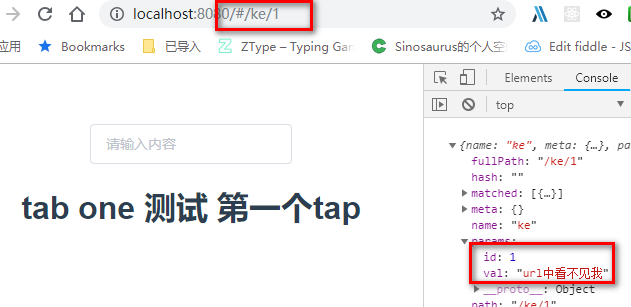 localhost:8080/#/ke/1
Bookmarks 已导入 ZType – Typing Gam Sinosaurus的个人空 Edit fiddle - JS
Elements Console
top
请输入内容
tab one 测试 第一个tap
{name: "ke", meta: {…}, pa
fullPath: "/ke/1"
hash: ""
matched: [{…}]
meta: {}
name: "ke"
params:
id: 1
val: "url中看不见我"
__proto__: Object
path: "/ke/1"